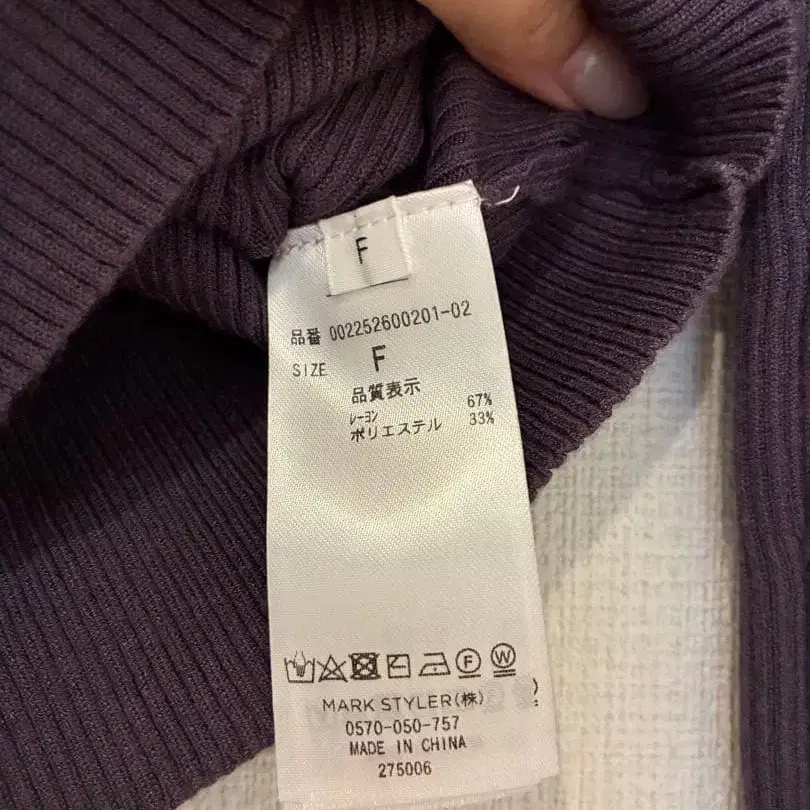 F
品番 002252600201-02
SIZE F
品質表示
レーヨン 67%
ポリエステル 33%
F W
MARK STYLER(株)
0570-050-757
MADE IN CHINA
275006